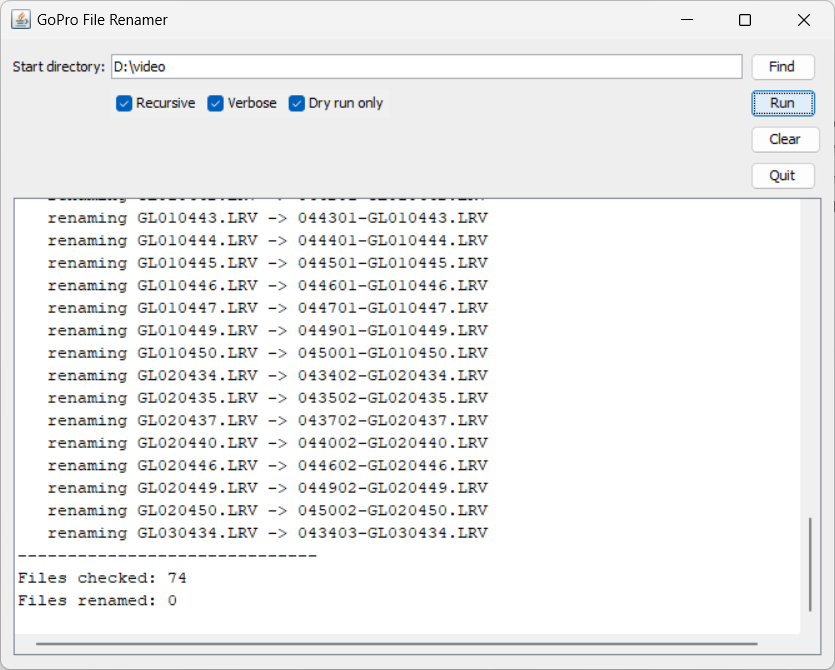 GoPro File Renamer
Start directory: D:\video Find
Recursive Verbose Dry run only Run
Clear
Quit
renaming GL010443.LRV -> 044301-GL010443.LRV
renaming GL010444.LRV -> 044401-GL010444.LRV
renaming GL010445.LRV -> 044501-GL010445.LRV
renaming GL010446.LRV -> 044601-GL010446.LRV
renaming GL010447.LRV -> 044701-GL010447.LRV
renaming GL010449.LRV -> 044901-GL010449.LRV
renaming GL010450.LRV -> 045001-GL010450.LRV
renaming GL020434.LRV -> 043402-GL020434.LRV
renaming GL020435.LRV -> 043502-GL020435.LRV
renaming GL020437.LRV -> 043702-GL020437.LRV
renaming GL020440.LRV -> 044002-GL020440.LRV
renaming GL020446.LRV -> 044602-GL020446.LRV
renaming GL020449.LRV -> 044902-GL020449.LRV
renaming GL020450.LRV -> 045002-GL020450.LRV
renaming GL030434.LRV -> 043403-GL030434.LRV
------------------------------
Files checked: 74
Files renamed: 0